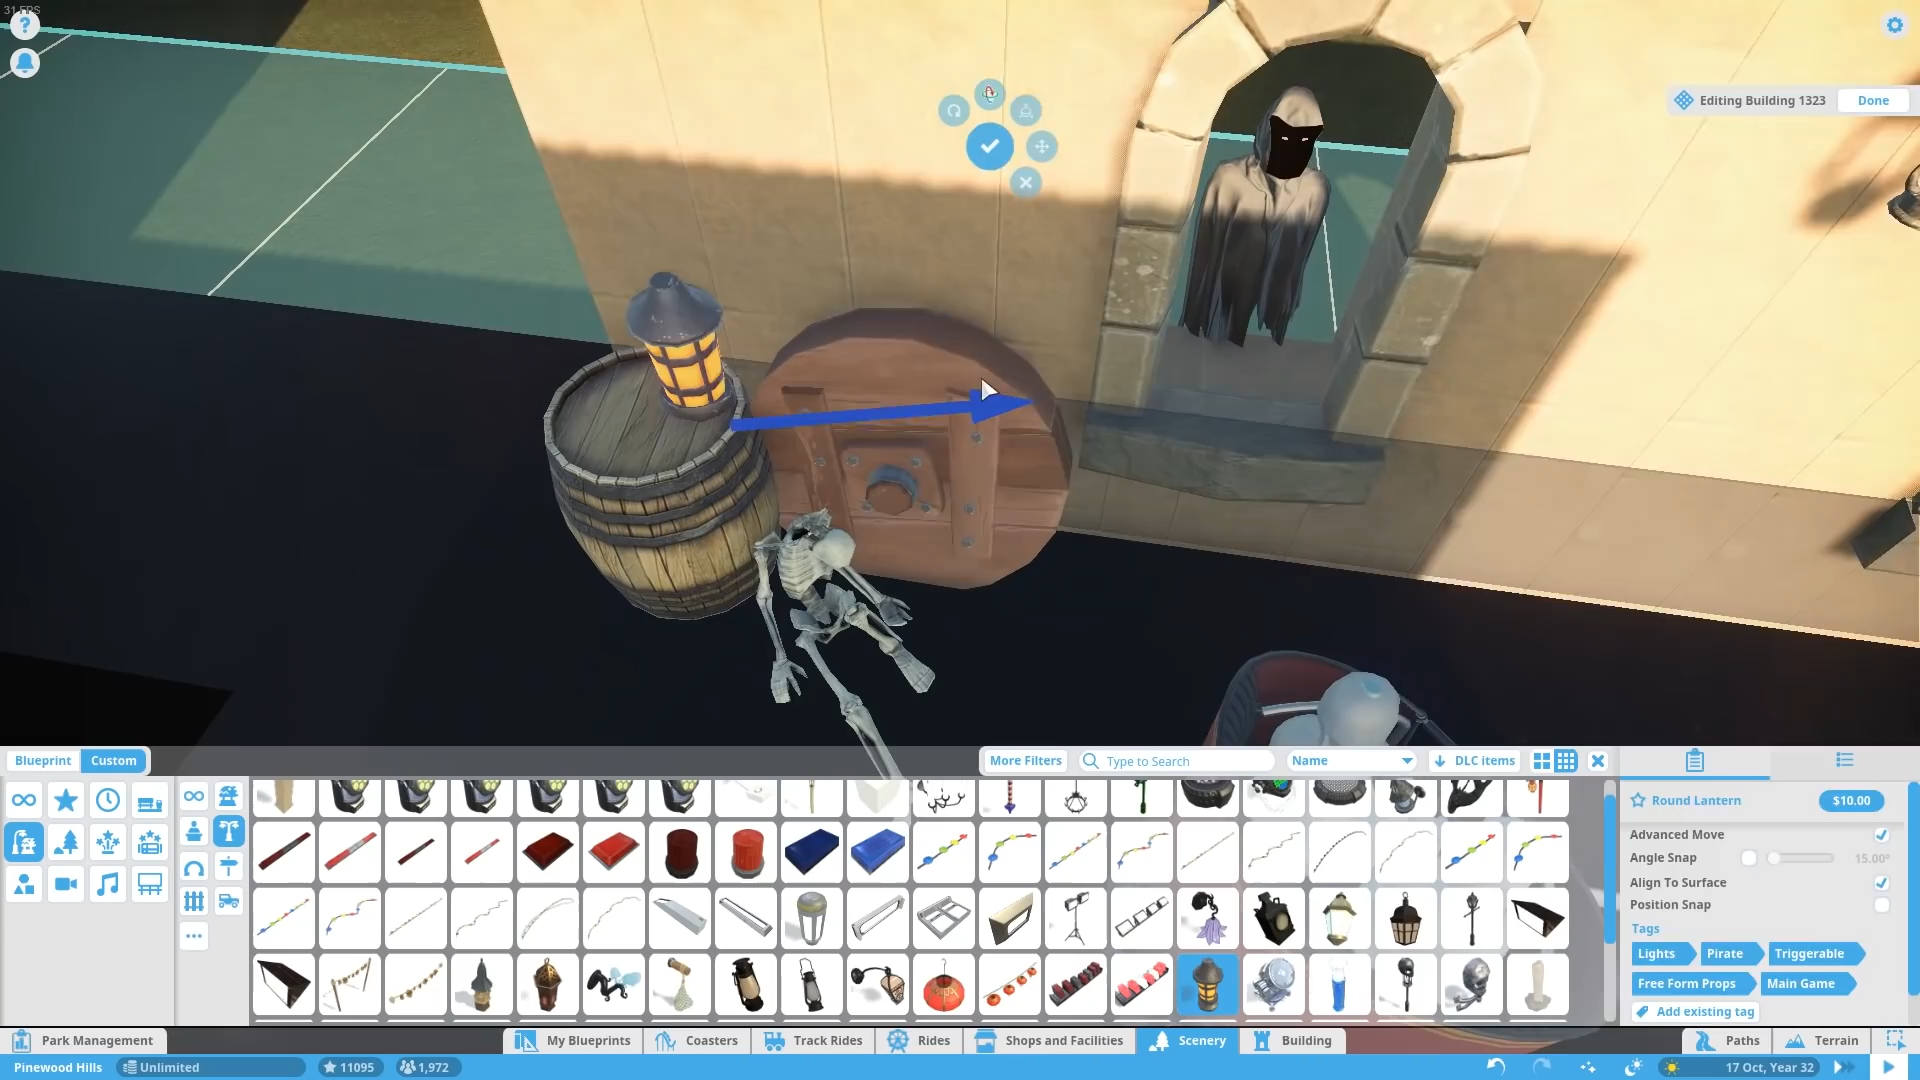 31 FPS
Editing Building 1323
Done
Blueprint
Custom
More Filters
Type to Search
Name
DLC items
Round Lantern
$10.00
Advanced Move
Angle Snap
15.00°
Align To Surface
Position Snap
Tags
Lights
Pirate
Triggerable
Free Form Props
Main Game
Add existing tag
Park Management
My Blueprints
Coasters
Track Rides
Rides
Shops and Facilities
Scenery
Building
Paths
Terrain
Pinewood Hills
Unlimited
11095
1,972
17 Oct, Year 32